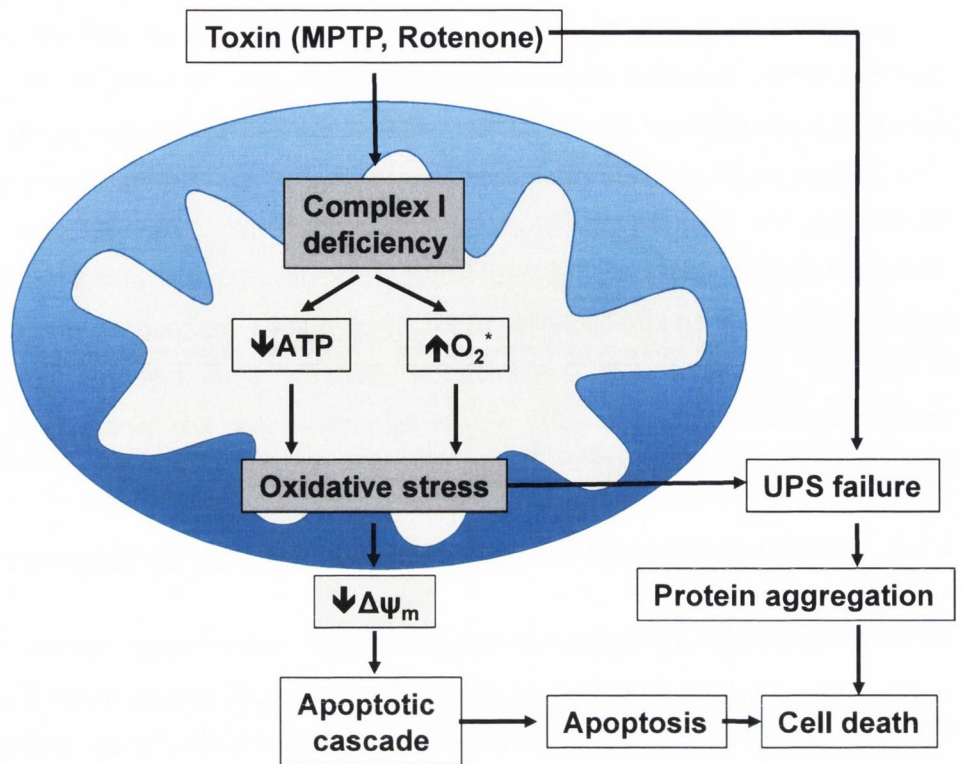 Toxin (MPTP, Rotenone)
Complex I
deficiency
↓ATP
↑O₂*
Oxidative stress
UPS failure
↓Δψₘ
Protein aggregation
Apoptotic
cascade
Apoptosis
Cell death